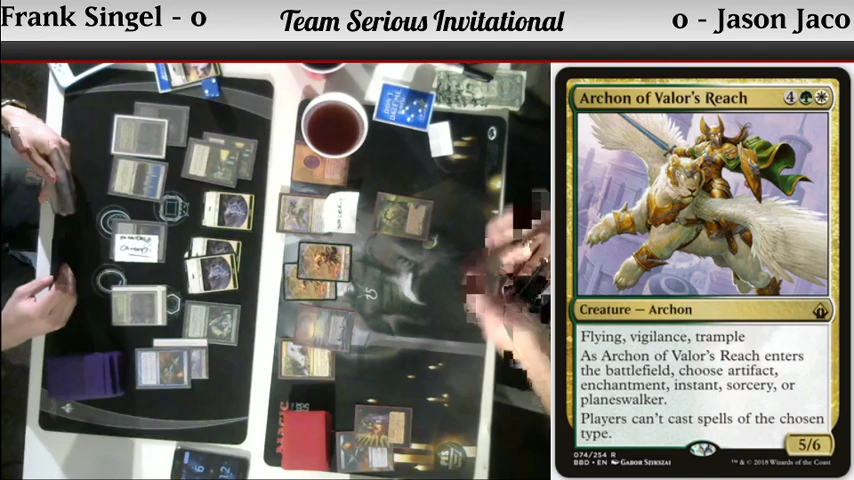 Frank Singel - 0
Team Serious Invitational
0 - Jason Jaco
Archon of Valor's Reach
4
Creature — Archon
Flying, vigilance, trample
As Archon of Valor's Reach enters
the battlefield, choose artifact,
enchantment, instant, sorcery, or
planeswalker.
Players can't cast spells of the chosen
type.
5/6
074/254 R
BBD • EN GABOR SZIKSZAI
™ & © 2018 Wizards of the Coast